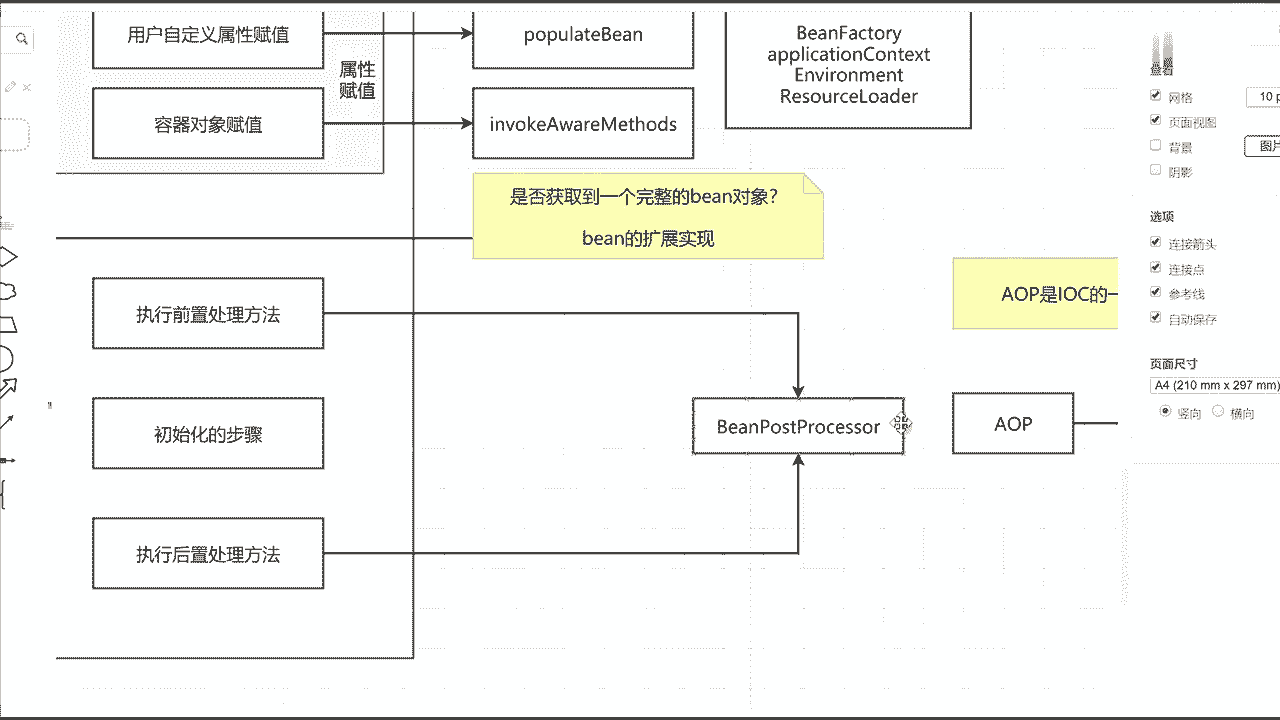 用户自定义属性赋值
populateBean
BeanFactory
applicationContext
Environment
ResourceLoader
属性
赋值
容器对象赋值
invokeAwareMethods
是否获取到一个完整的bean对象？
bean的扩展实现
执行前置处理方法
AOP是IOC的一
初始化的步骤
BeanPostProcessor
AOP
执行后置处理方法
查看
网格
10 p
页面视图
背景
图片
阴影
选项
连接箭头
连接点
参考线
自动保存
页面尺寸
A4 (210 mm x 297 mm)
竖向
横向